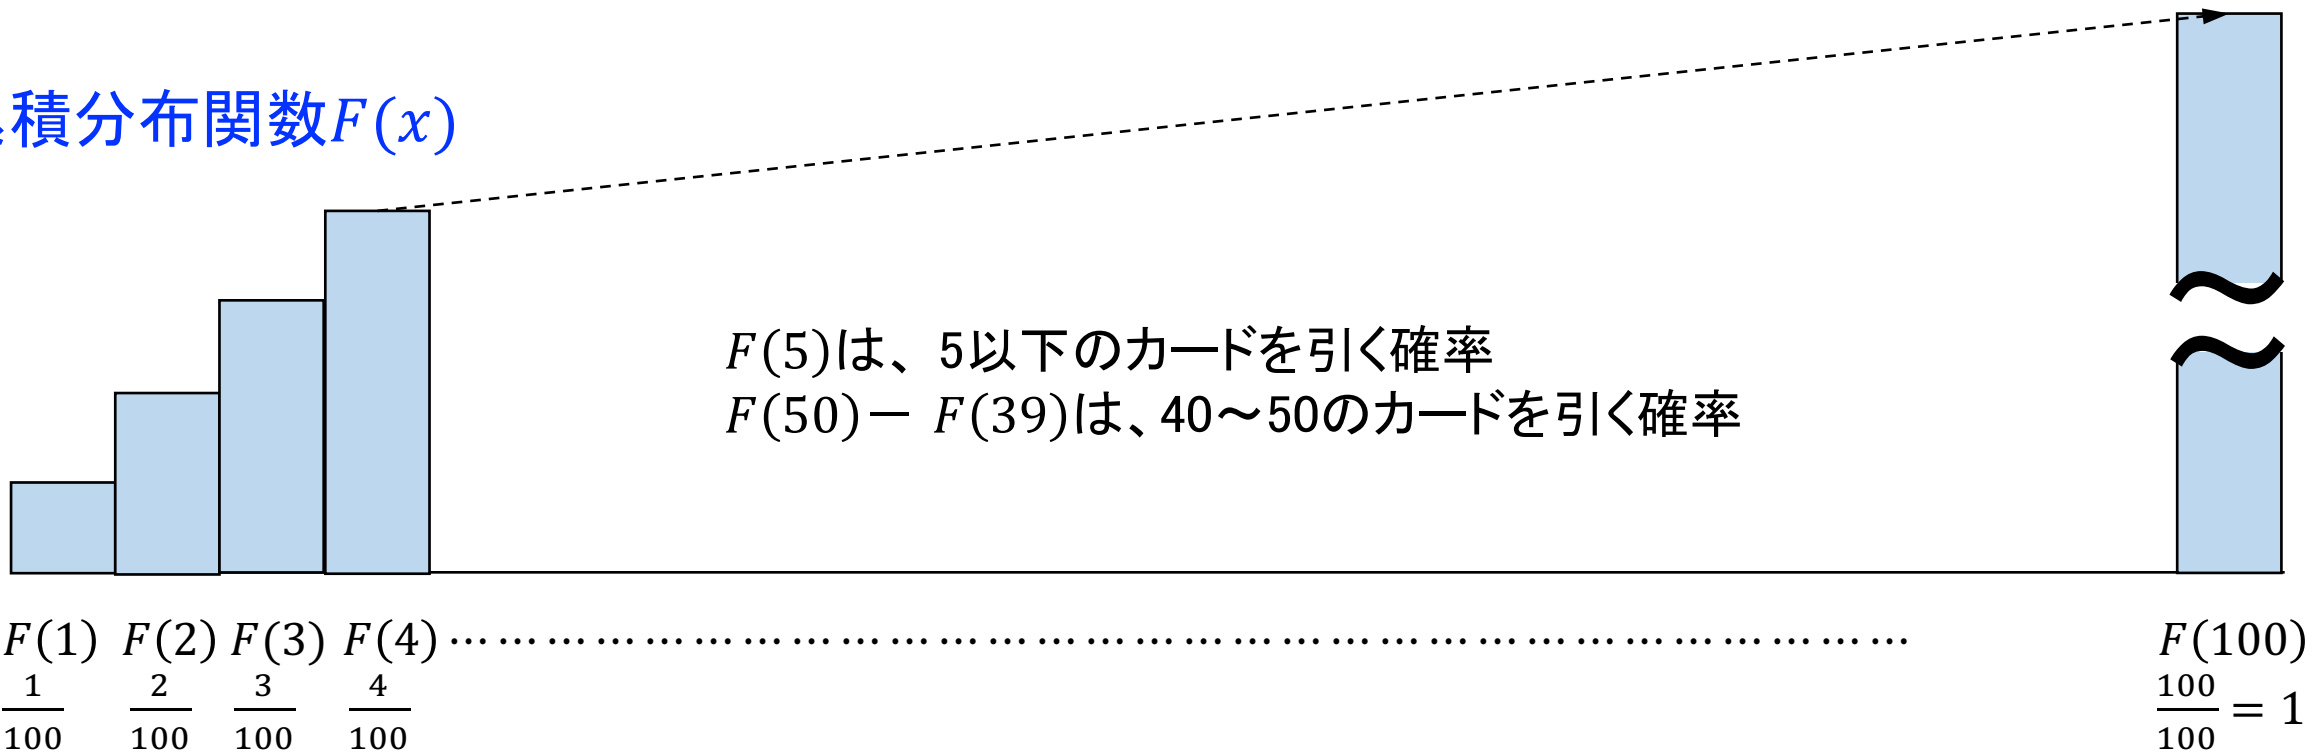 積分布関数F(x)
F(5)は、5以下のカードを引く確率
F(50)− F(39)は、40～50のカードを引く確率
F(1) F(2) F(3) F(4) ⋯ ⋯ ⋯ ⋯ ⋯ ⋯ ⋯ ⋯ ⋯ ⋯ ⋯ ⋯ ⋯ ⋯ ⋯ ⋯ ⋯ ⋯ ⋯ ⋯ ⋯ ⋯ ⋯ ⋯ ⋯ ⋯ ⋯ ⋯ ⋯ ⋯ F(100)
1/100 2/100 3/100 4/100 100/100 = 1